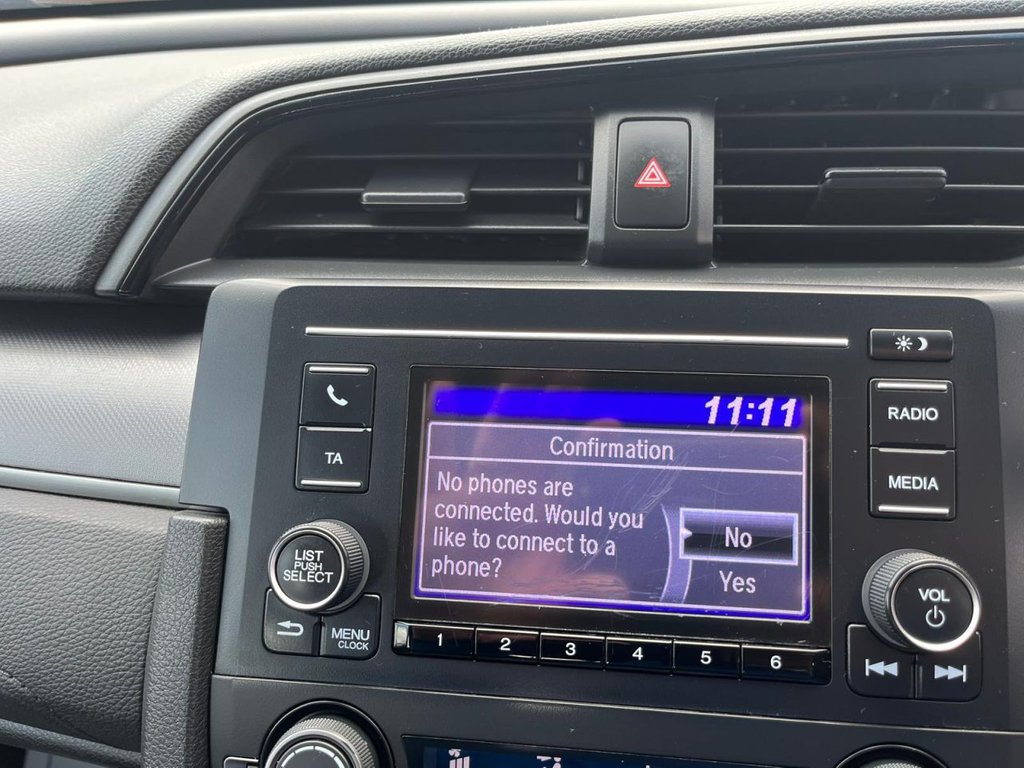 11:11
Confirmation
No phones are
connected. Would you
like to connect to a
phone?
No
Yes
TA
LIST
PUSH
SELECT
MENU
CLOCK
1 2 3 4 5 6
RADIO
MEDIA
VOL